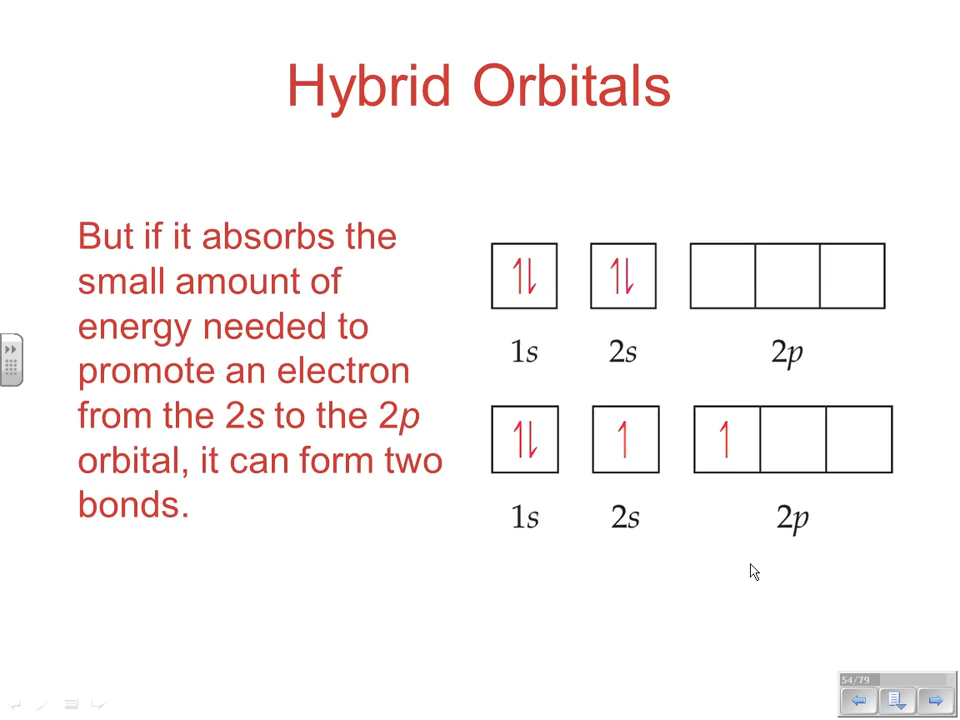 Hybrid Orbitals
But if it absorbs the
small amount of
energy needed to
promote an electron
from the 2s to the 2p
orbital, it can form two
bonds.
1s 2s 2p
1s 2s 2p
54/79